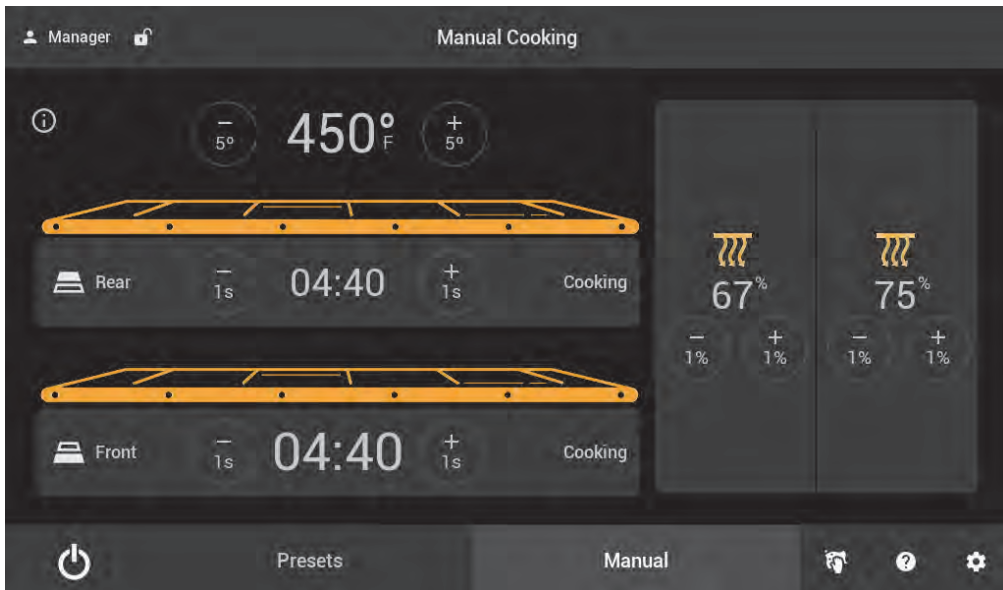 Manager
Manual Cooking
− 5° 450°F + 5°
Rear − 1s 04:40 + 1s Cooking
67%
− 1% + 1%
75%
− 1% + 1%
Front − 1s 04:40 + 1s Cooking
Presets Manual
?